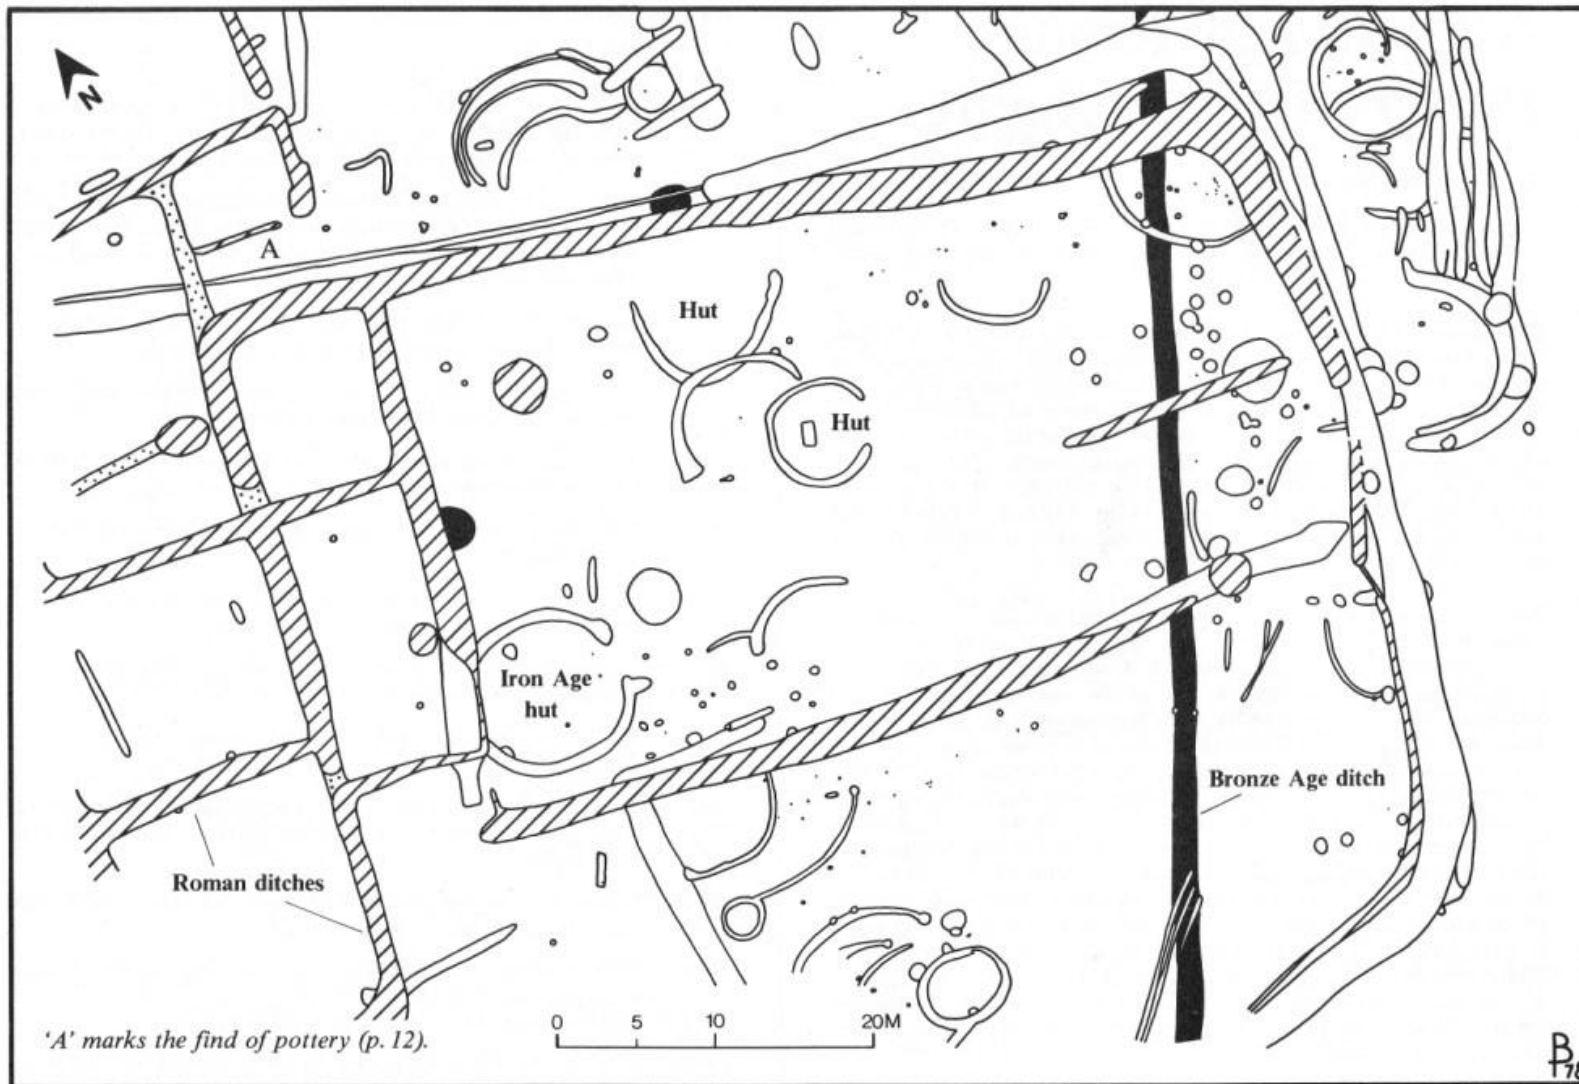 N
A
Hut
Hut
Iron Age
hut
Bronze Age ditch
Roman ditches
'A' marks the find of pottery (p. 12).
0 5 10 20M